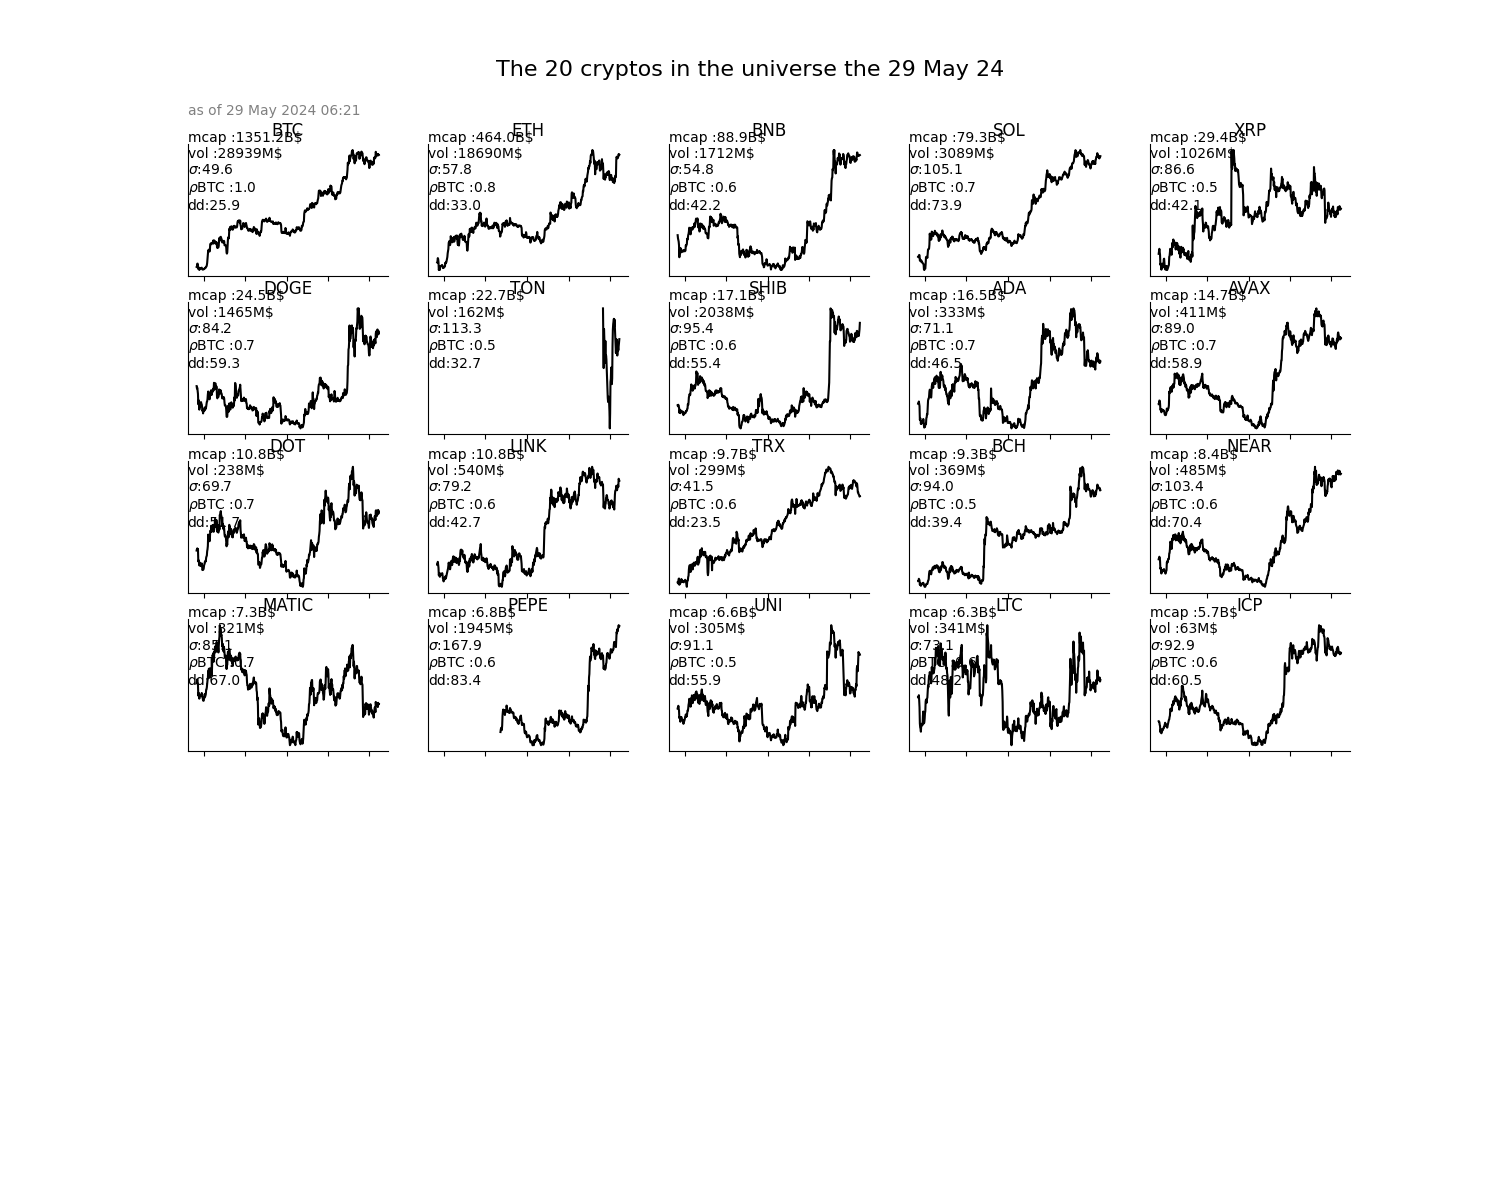 The 20 cryptos in the universe the 29 May 24
as of 29 May 2024 06:21
BTC
mcap :1351.2B$
vol :28939M$
σ:49.6
ρBTC :1.0
dd:25.9
ETH
mcap :464.0B$
vol :18690M$
σ:57.8
ρBTC :0.8
dd:33.0
BNB
mcap :88.9B$
vol :1712M$
σ:54.8
ρBTC :0.6
dd:42.2
SOL
mcap :79.3B$
vol :3089M$
σ:105.1
ρBTC :0.7
dd:73.9
XRP
mcap :29.4B$
vol :1026M$
σ:86.6
ρBTC :0.5
dd:42.1
DOGE
mcap :24.5B$
vol :1465M$
σ:84.2
ρBTC :0.7
dd:59.3
TON
mcap :22.7B$
vol :162M$
σ:113.3
ρBTC :0.5
dd:32.7
SHIB
mcap :17.1B$
vol :2038M$
σ:95.4
ρBTC :0.6
dd:55.4
ADA
mcap :16.5B$
vol :333M$
σ:71.1
ρBTC :0.7
dd:46.5
AVAX
mcap :14.7B$
vol :411M$
σ:89.0
ρBTC :0.7
dd:58.9
DOT
mcap :10.8B$
vol :238M$
σ:69.7
ρBTC :0.7
LINK
mcap :10.8B$
vol :540M$
σ:79.2
ρBTC :0.6
dd:42.7
TRX
mcap :9.7B$
vol :299M$
σ:41.5
ρBTC :0.6
dd:23.5
BCH
mcap :9.3B$
vol :369M$
σ:94.0
ρBTC :0.5
dd:39.4
NEAR
mcap :8.4B$
vol :485M$
σ:103.4
ρBTC :0.6
dd:70.4
MATIC
mcap :7.3B$
vol :321M$
σ:85.1
ρBTC :0.7
dd:67.0
PEPE
mcap :6.8B$
vol :1945M$
σ:167.9
ρBTC :0.6
dd:83.4
UNI
mcap :6.6B$
vol :305M$
σ:91.1
ρBTC :0.5
dd:55.9
LTC
mcap :6.3B$
vol :341M$
σ:73.1
ρBTC :0.6
dd:48.2
ICP
mcap :5.7B$
vol :63M$
σ:92.9
ρBTC :0.6
dd:60.5